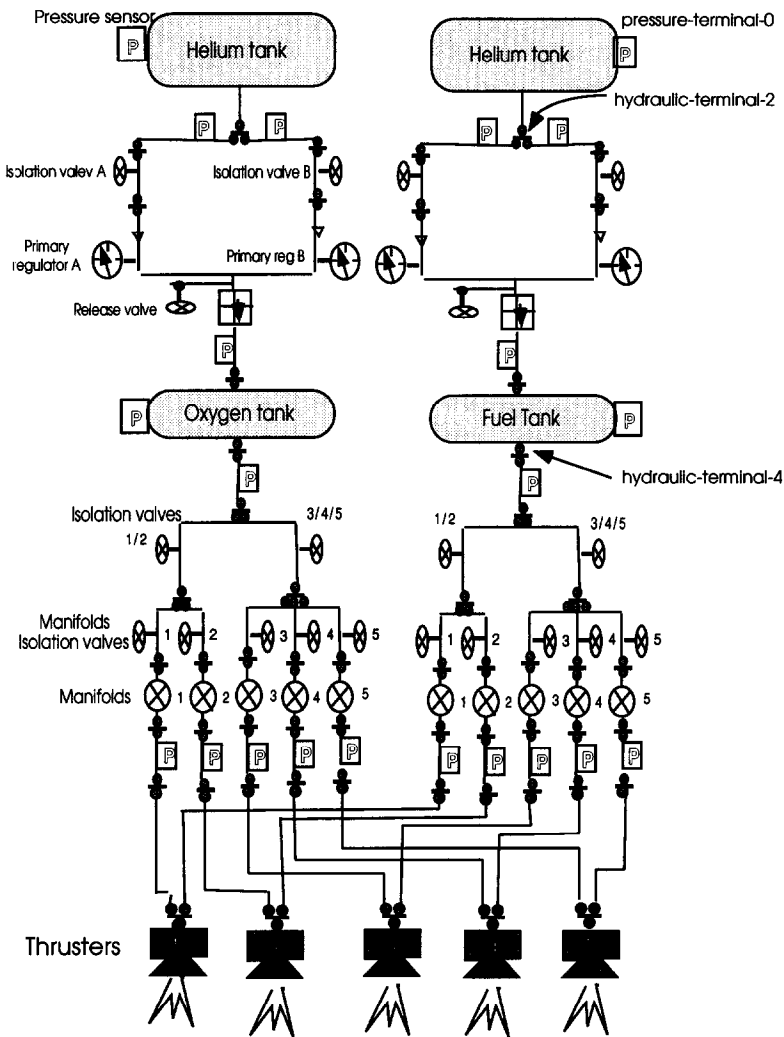 Pressure sensor
P
Helium tank
Helium tank
pressure-terminal-0
P
hydraulic-terminal-2
P
P
P
P
Isolation valev A
Isolation valve B
Primary
regulator A
Primary reg B
Release valve
P
P
P
Oxygen tank
Fuel Tank
P
hydraulic-terminal-4
P
P
Isolation valves
1/2
3/4/5
1/2
3/4/5
Manifolds
Isolation valves
1
2
3
4
5
1
2
3
4
5
Manifolds
1
2
3
4
5
1
2
3
4
5
P
P
P
P
P
P
P
P
P
P
Thrusters